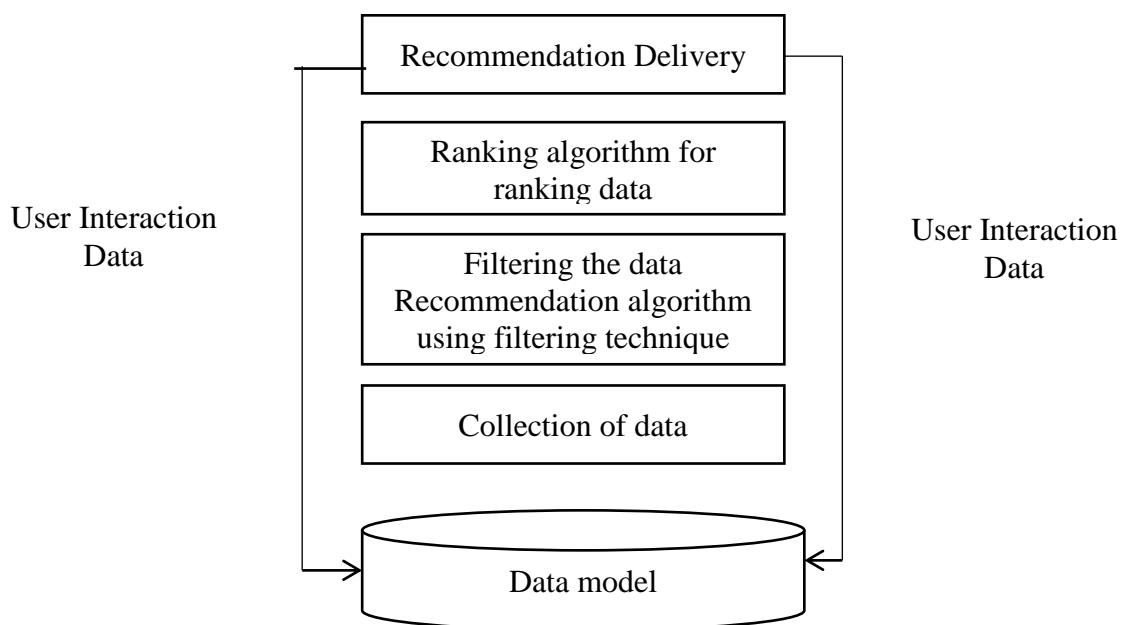 Recommendation Delivery
Ranking algorithm for
ranking data
User Interaction
Data
User Interaction
Data
Filtering the data
Recommendation algorithm
using filtering technique
Collection of data
Data model